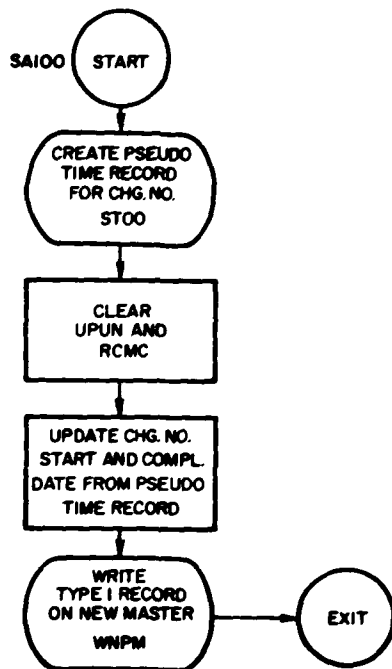 SA100 START
CREATE PSEUDO
TIME RECORD
FOR CHG. NO.
ST00
CLEAR
UPUN AND
RCMC
UPDATE CHG. NO.
START AND COMPL.
DATE FROM PSEUDO
TIME RECORD
WRITE
TYPE I RECORD
ON NEW MASTER
WNPM
EXIT